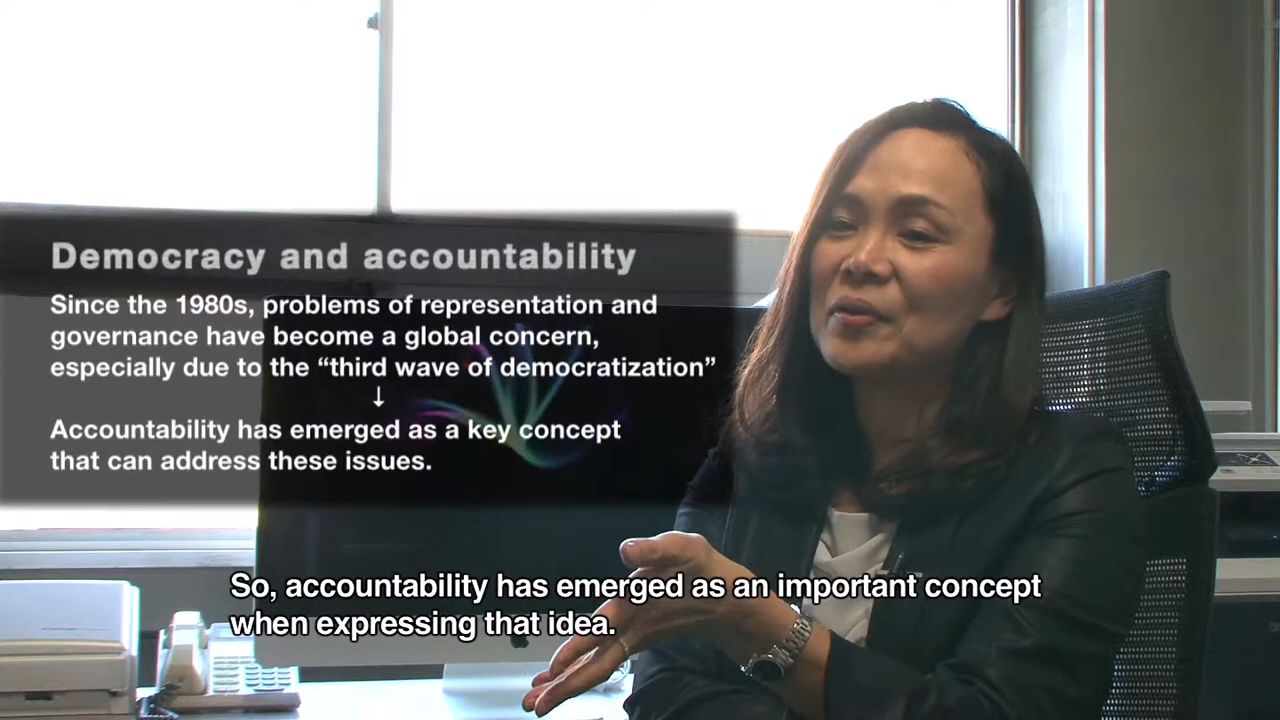 Democracy and accountability
Since the 1980s, problems of representation and
governance have become a global concern,
especially due to the “third wave of democratization”
↓
Accountability has emerged as a key concept
that can address these issues.
So, accountability has emerged as an important concept
when expressing that idea.